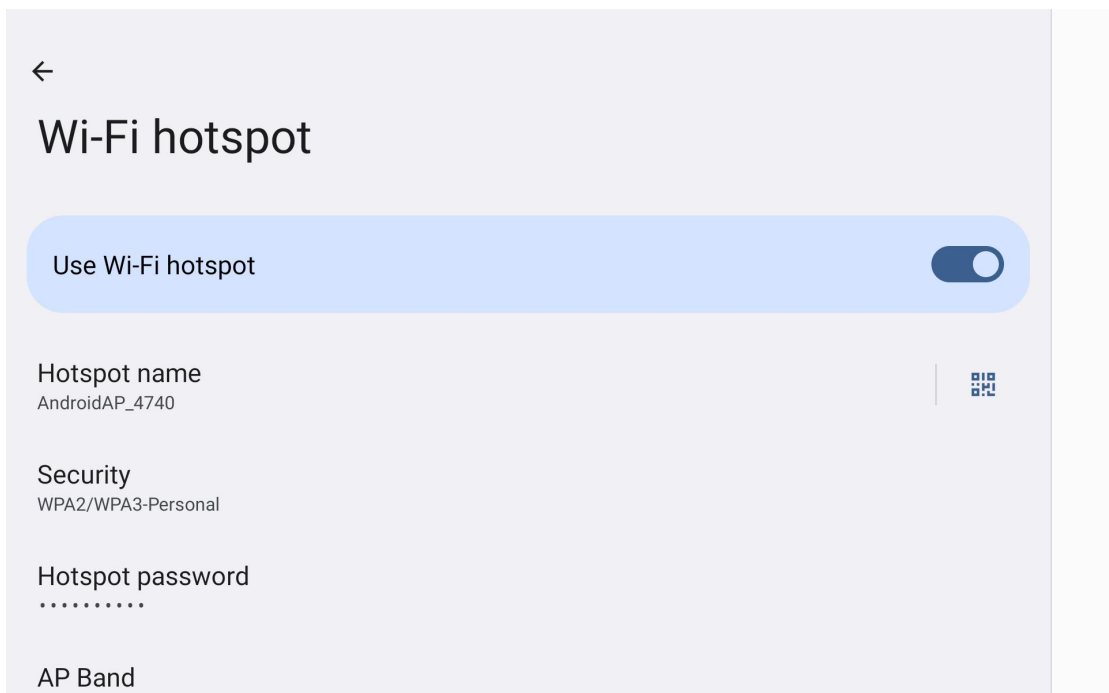 Wi-Fi hotspot
Use Wi-Fi hotspot
Hotspot name
AndroidAP_4740
Security
WPA2/WPA3-Personal
Hotspot password
••••••••••
AP Band